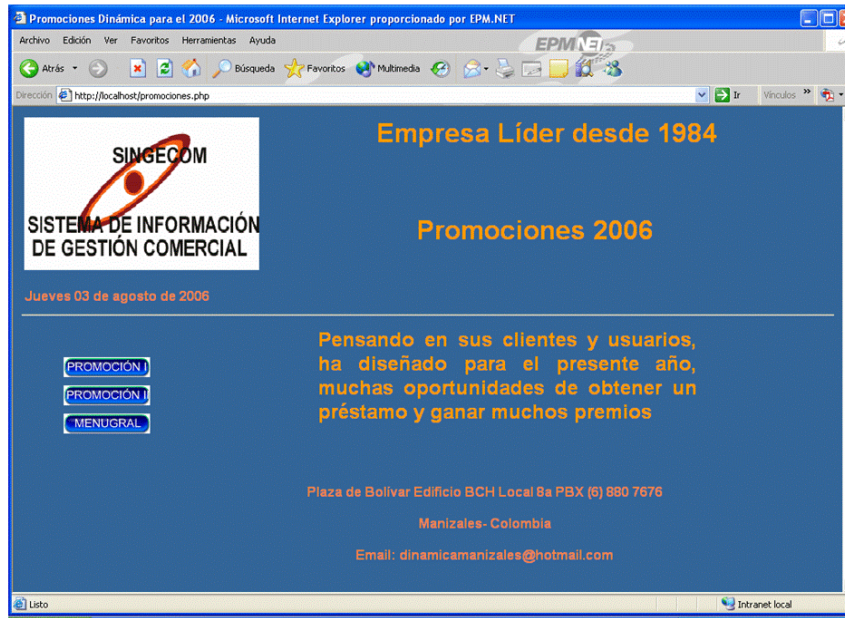 Promociones Dinámica para el 2006 - Microsoft Internet Explorer proporcionado por EPM.NET
Archivo Edición Ver Favoritos Herramientas Ayuda
EPMNET
Atrás Búsqueda Favoritos Multimedia
Dirección http://localhost/promociones.php Ir Vínculos »
SINGECOM
SISTEMA DE INFORMACIÓN
DE GESTIÓN COMERCIAL
Empresa Líder desde 1984
Promociones 2006
Jueves 03 de agosto de 2006
PROMOCIÓN I
PROMOCIÓN II
MENUGRAL
Pensando en sus clientes y usuarios,
ha diseñado para el presente año,
muchas oportunidades de obtener un
préstamo y ganar muchos premios
Plaza de Bolívar Edificio BCH Local 8a PBX (6) 880 7676
Manizales- Colombia
Email: dinamicamanizales@hotmail.com
Listo Intranet local